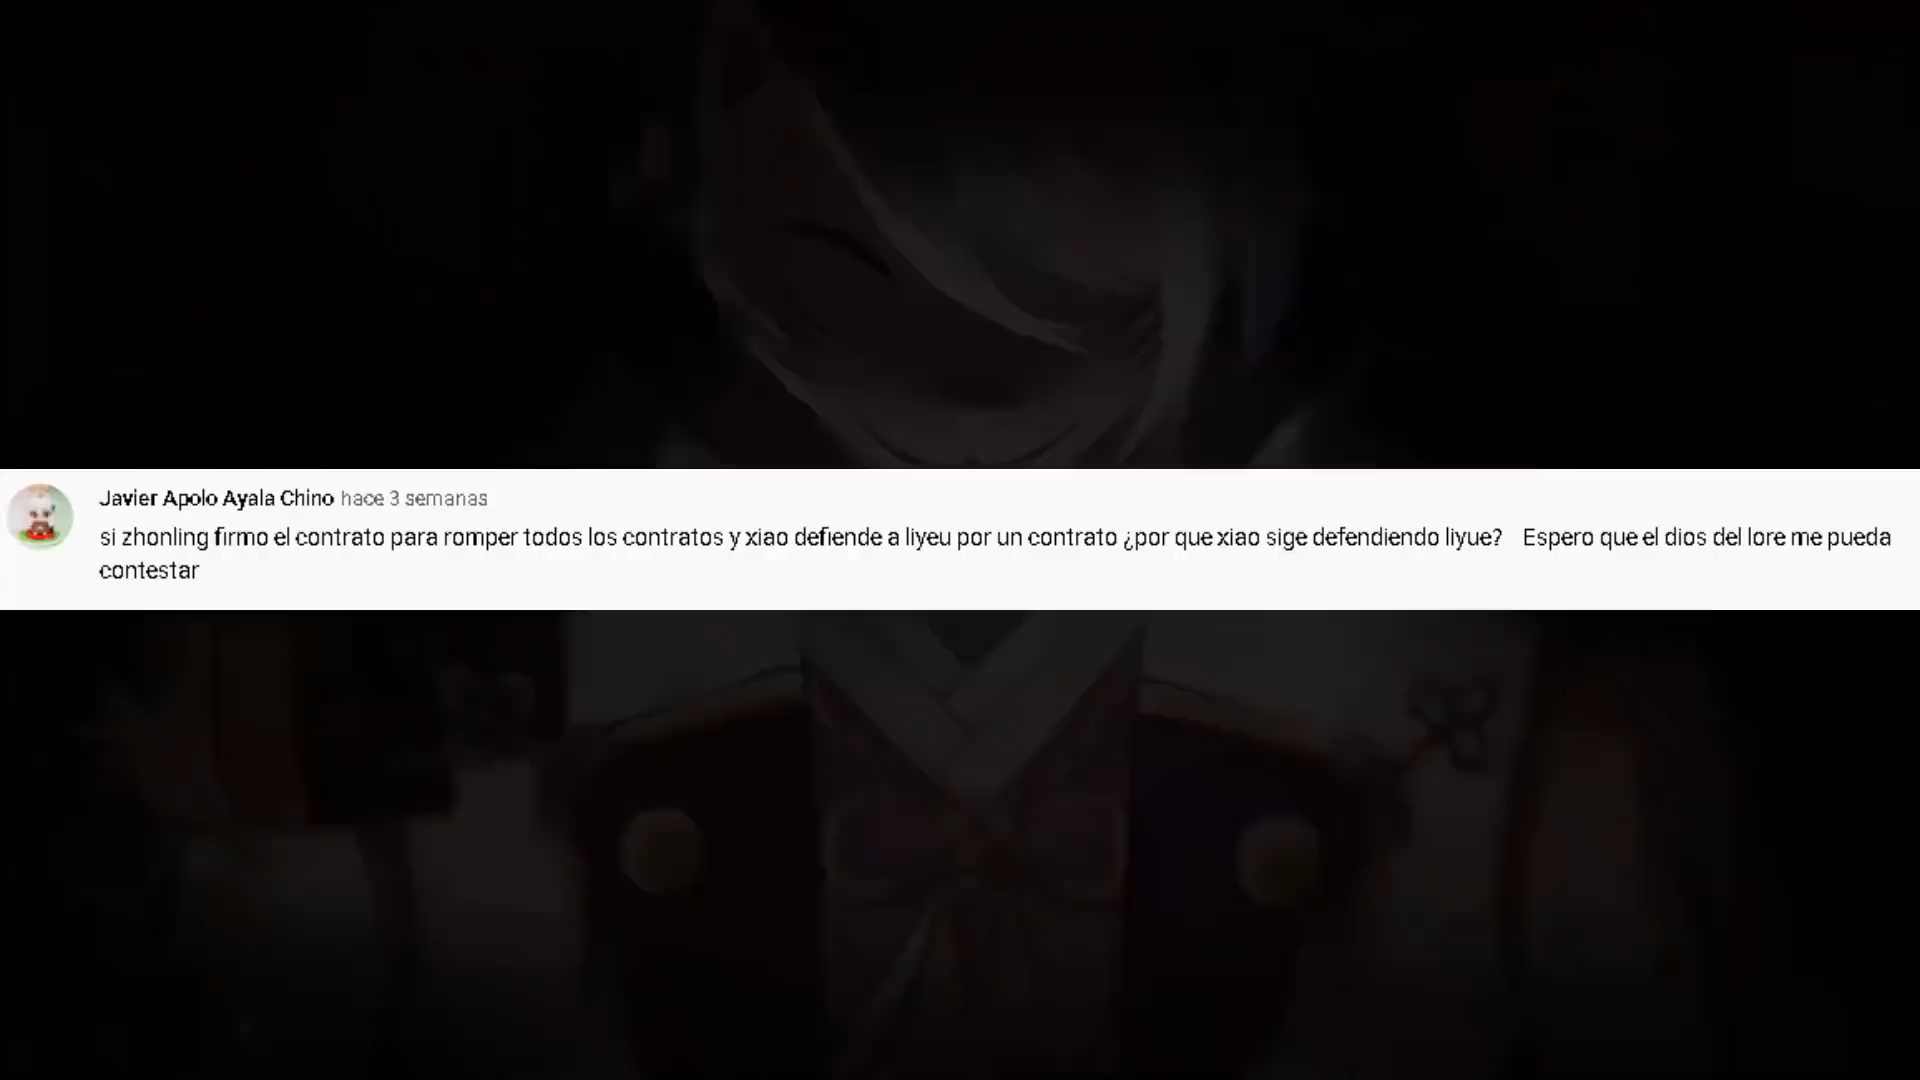 Javier Apolo Ayala Chino hace 3 semanas
si zhonling firmo el contrato para romper todos los contratos y xiao defiende a liyeu por un contrato ¿por que xiao sige defendiendo liyue? Espero que el dios del lore me pueda
contestar